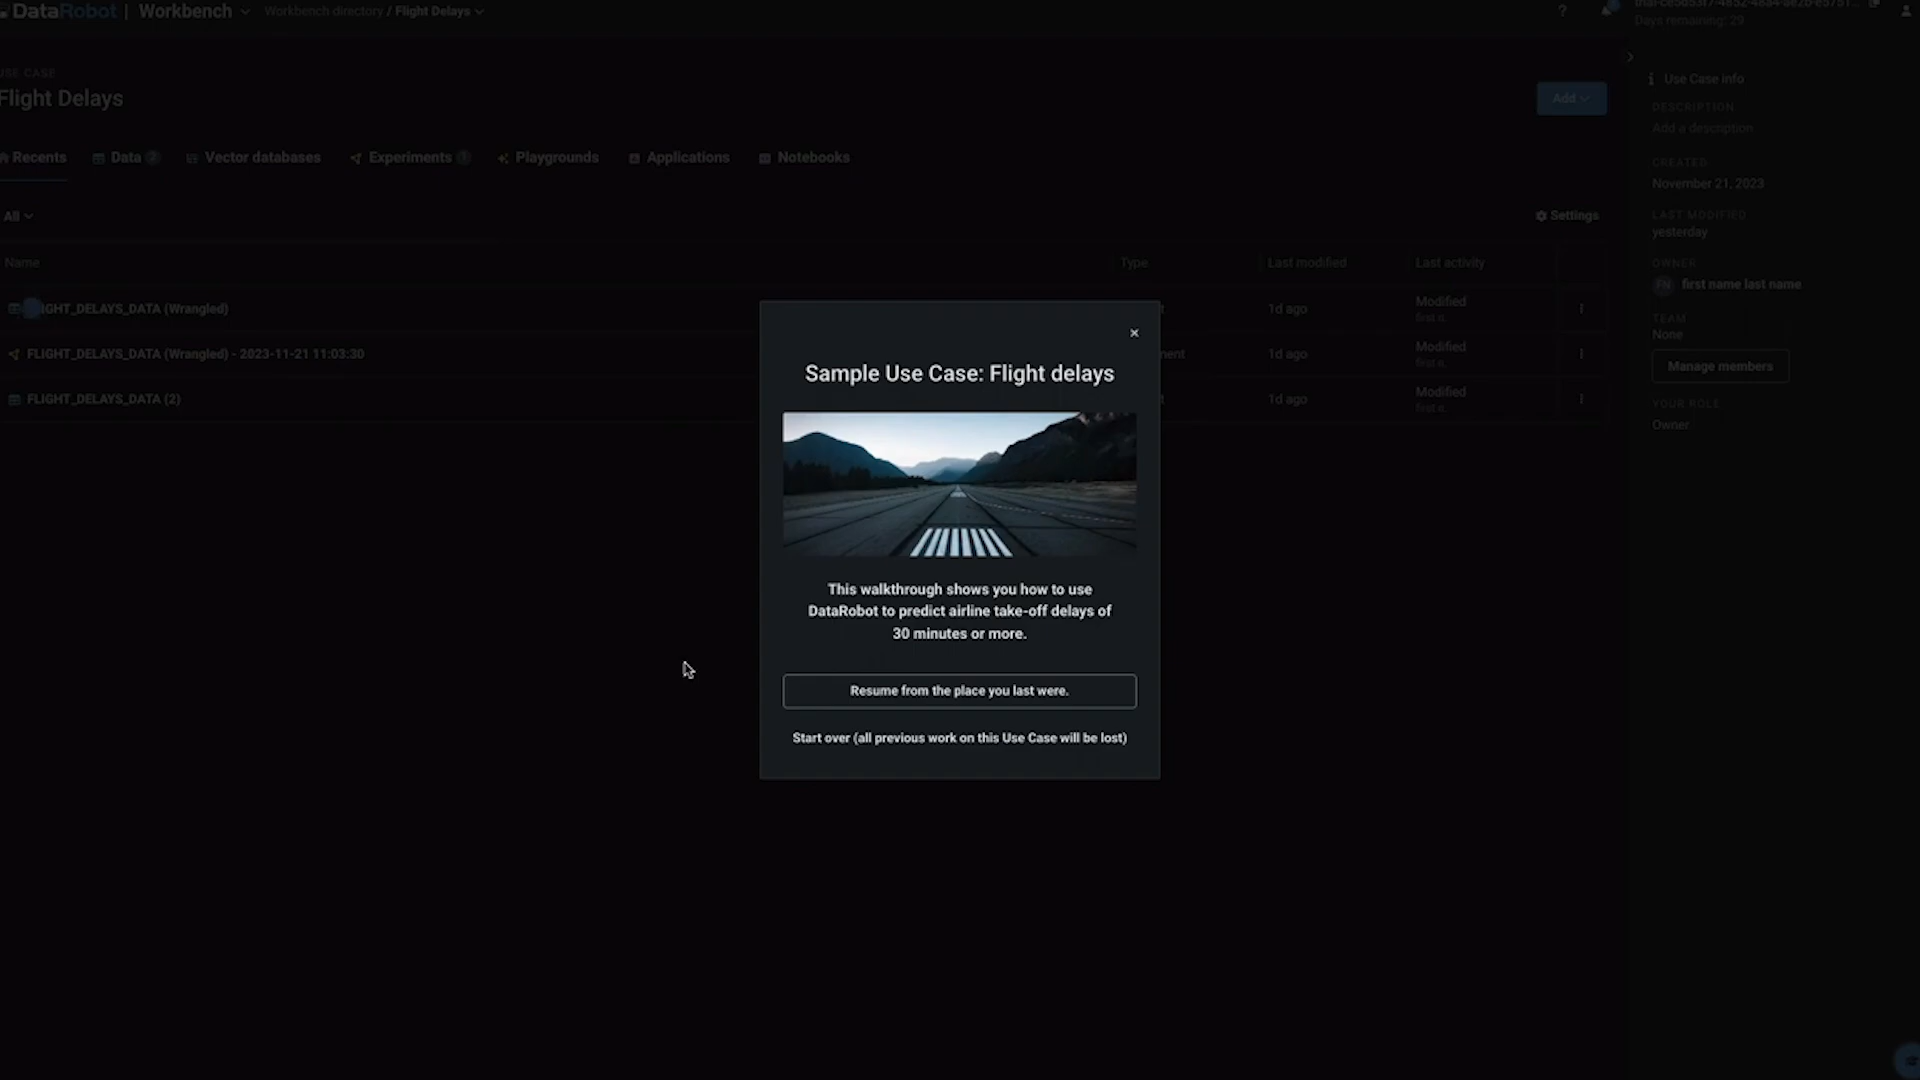 DataRobot | Workbench
Workbench directory / Flight Delays
?
Days remaining: 29
USE CASE
Flight Delays
Add
Recents
Data 2
Vector databases
Experiments 1
Playgrounds
Applications
Notebooks
All
Settings
Name
Type
Last modified
Last activity
IGHT_DELAYS_DATA (Wrangled)
1d ago
Modified
first n.
FLIGHT_DELAYS_DATA (Wrangled) - 2023-11-21 11:03:30
1d ago
Modified
first n.
FLIGHT_DELAYS_DATA (2)
1d ago
Modified
first n.
Sample Use Case: Flight delays
This walkthrough shows you how to use
DataRobot to predict airline take-off delays of
30 minutes or more.
Resume from the place you last were.
Start over (all previous work on this Use Case will be lost)
Use Case info
DESCRIPTION
Add a description
CREATED
November 21, 2023
LAST MODIFIED
yesterday
OWNER
FN first name last name
TEAM
None
Manage members
YOUR ROLE
Owner